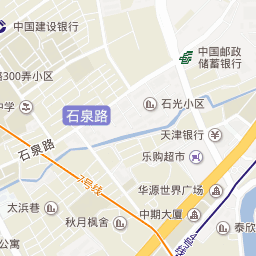 中国建设银行
中国邮政
储蓄银行
路300弄小区
中学
石泉路
石光小区
天津银行
石泉路
乐购超市
7号线
华源世界广场
太浜巷
中期大厦
秋月枫舍
泰欣
公寓